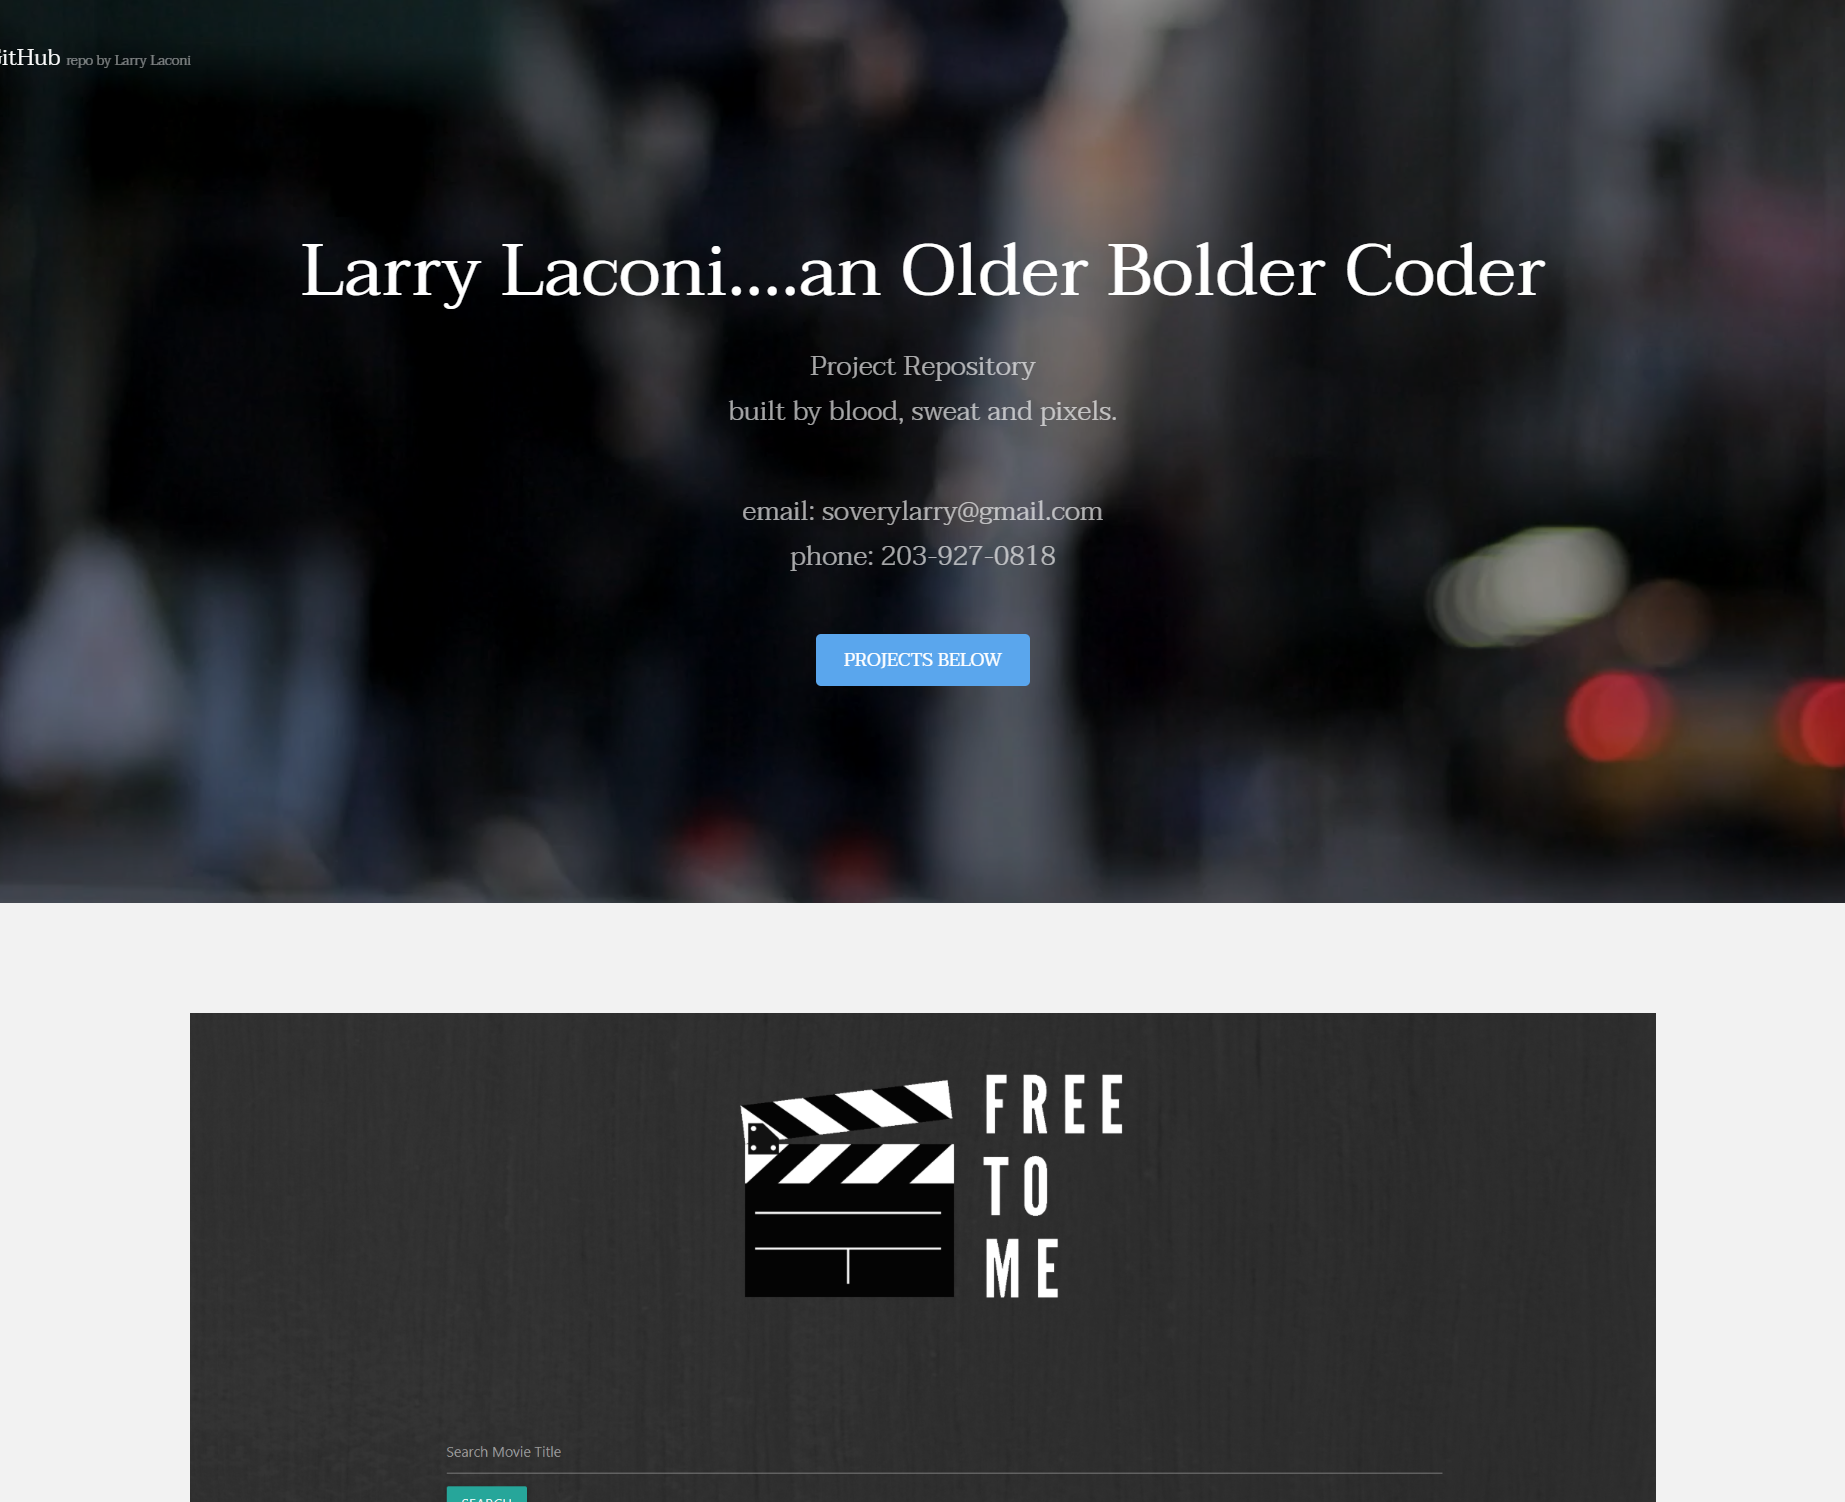 itHub repo by Larry Laconi
Larry Laconi....an Older Bolder Coder
Project Repository
built by blood, sweat and pixels.
email: soverylarry@gmail.com
phone: 203-927-0818
PROJECTS BELOW
FREE
TO
ME
Search Movie Title
SEARCH